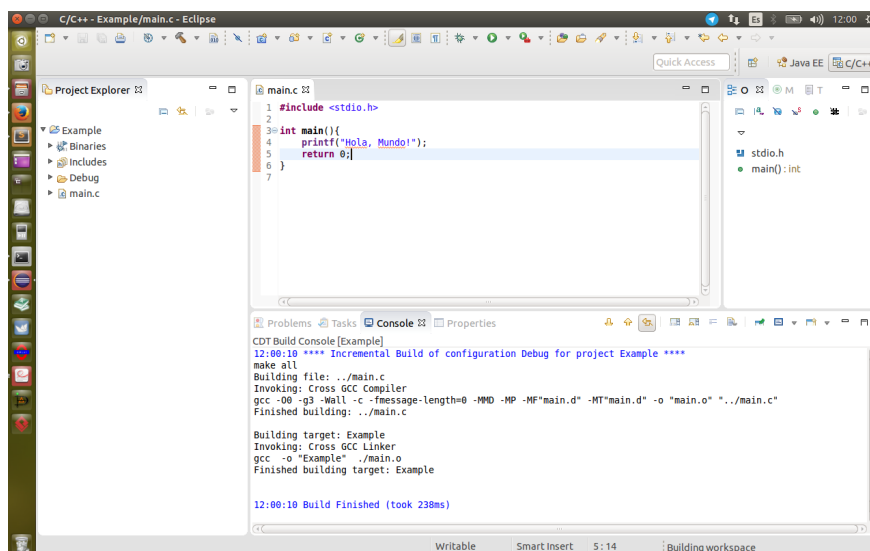 C/C++ - Example/main.c - Eclipse
Es
12:00
Quick Access
Java EE
C/C++
Project Explorer
Example
Binaries
Includes
Debug
main.c
main.c
1 #include <stdio.h>
2
3 int main(){
4 printf("Hola, Mundo!");
5 return 0;
6 }
7
O
M
T
stdio.h
main() : int
Problems
Tasks
Console
Properties
CDT Build Console [Example]
12:00:10 **** Incremental Build of configuration Debug for project Example ****
make all
Building file: ../main.c
Invoking: Cross GCC Compiler
gcc -O0 -g3 -Wall -c -fmessage-length=0 -MMD -MP -MF"main.d" -MT"main.d" -o "main.o" "../main.c"
Finished building: ../main.c
Building target: Example
Invoking: Cross GCC Linker
gcc -o "Example" ./main.o
Finished building target: Example
12:00:10 Build Finished (took 238ms)
Writable
Smart Insert
5:14
Building workspace